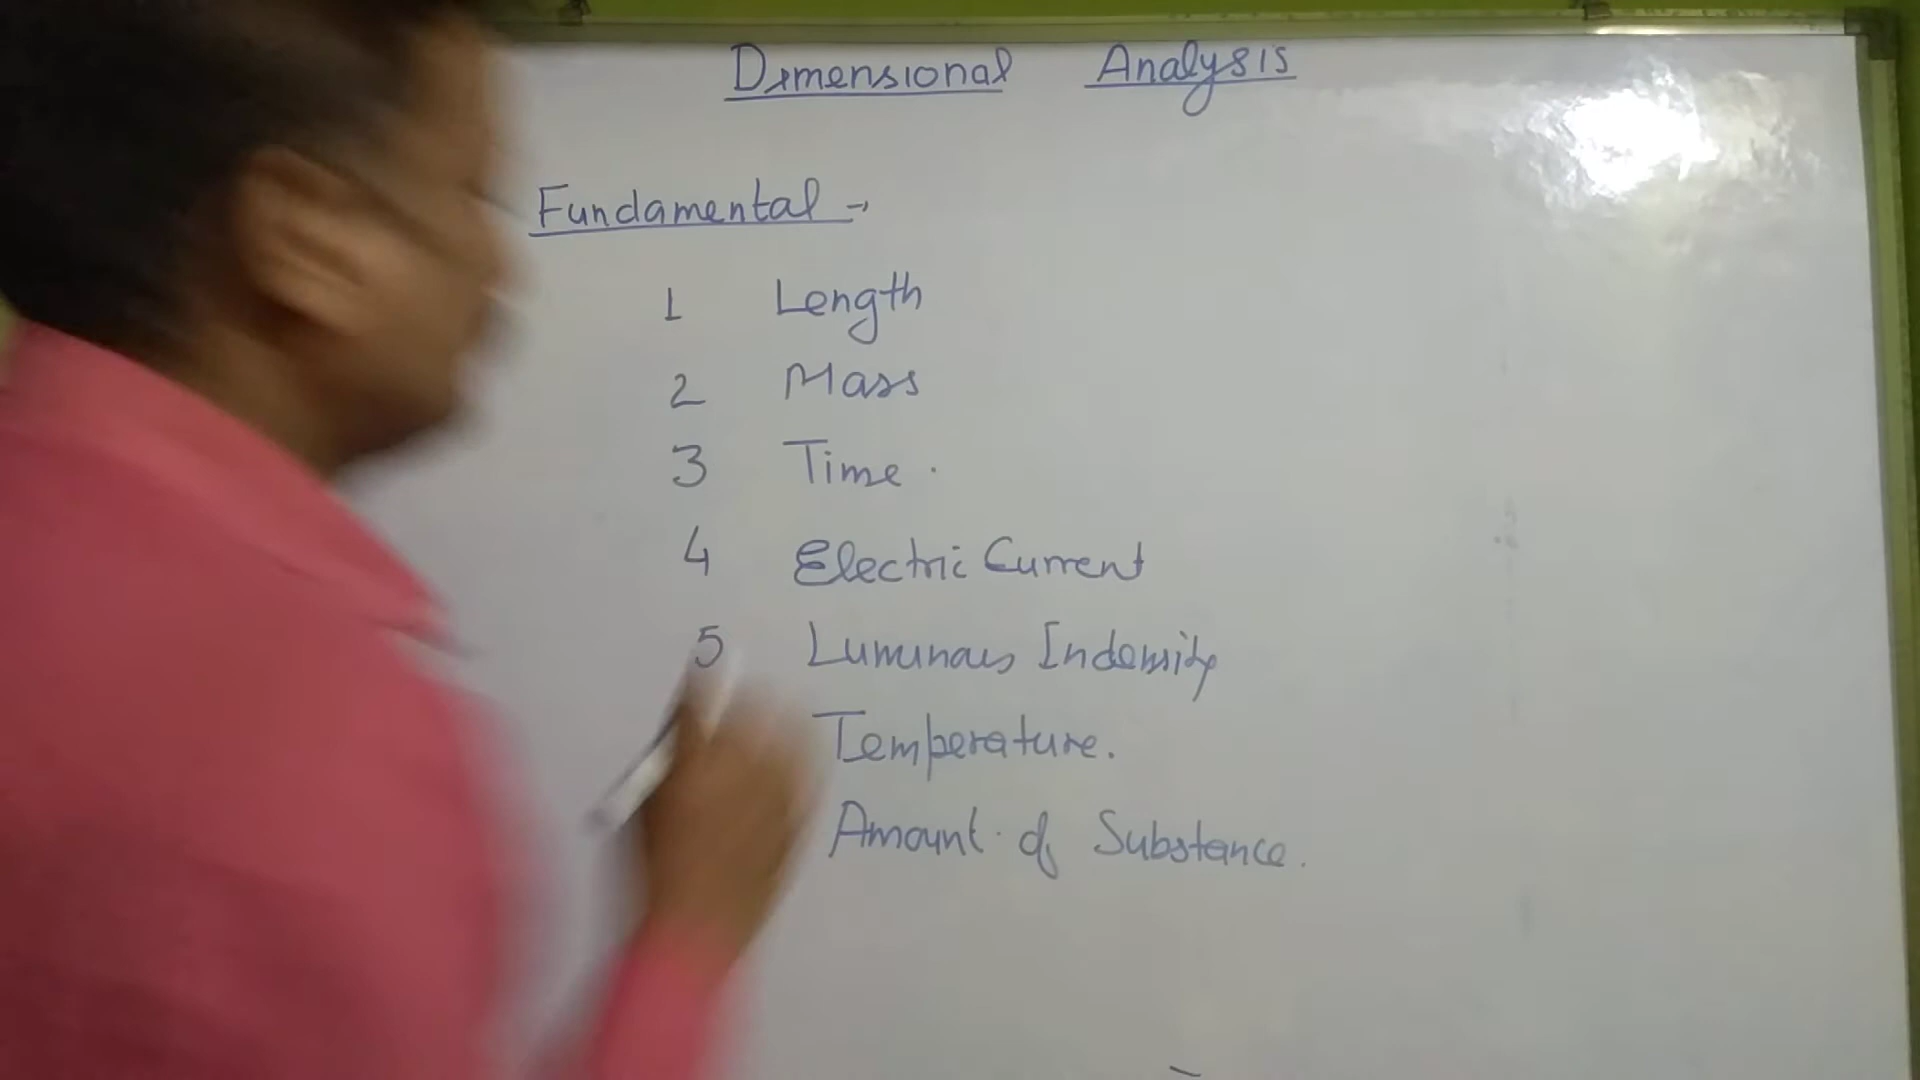 Dimensional Analysis
Fundamental -
1 Length
2 Mass
3 Time .
4 Electric Current
5 Luminous Indensity
Temperature.
Amount of Substance.